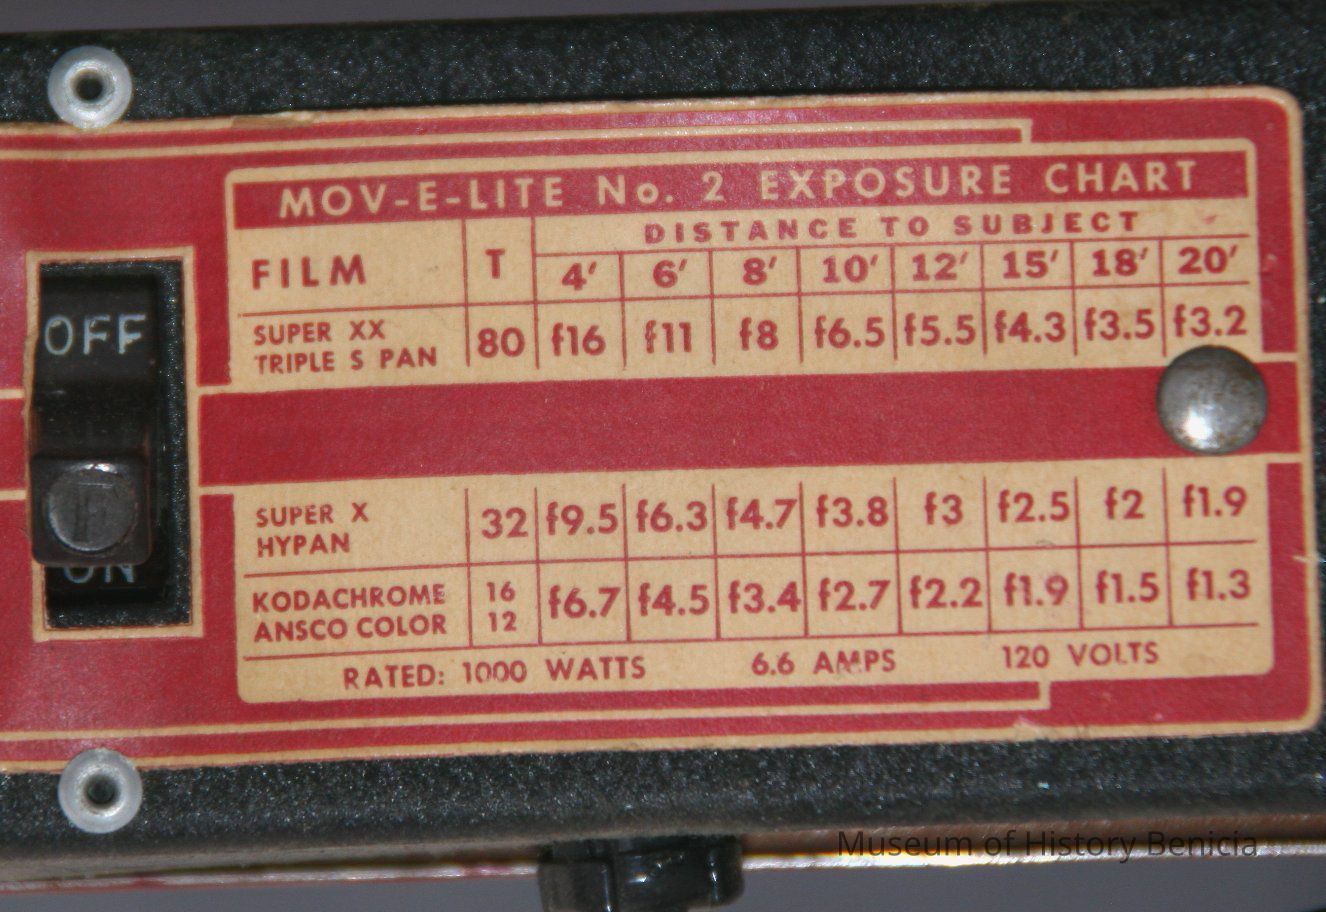 MOV-E-LITE No. 2 EXPOSURE CHART
FILM T DISTANCE TO SUBJECT
4' 6' 8' 10' 12' 15' 18' 20'
SUPER XX
TRIPLE S PAN 80 f16 f11 f8 f6.5 f5.5 f4.3 f3.5 f3.2
OFF
ON
SUPER X
HYPAN 32 f9.5 f6.3 f4.7 f3.8 f3 f2.5 f2 f1.9
KODACHROME 16
ANSCO COLOR 12 f6.7 f4.5 f3.4 f2.7 f2.2 f1.9 f1.5 f1.3
RATED: 1000 WATTS 6.6 AMPS 120 VOLTS
Museum of History Benicia